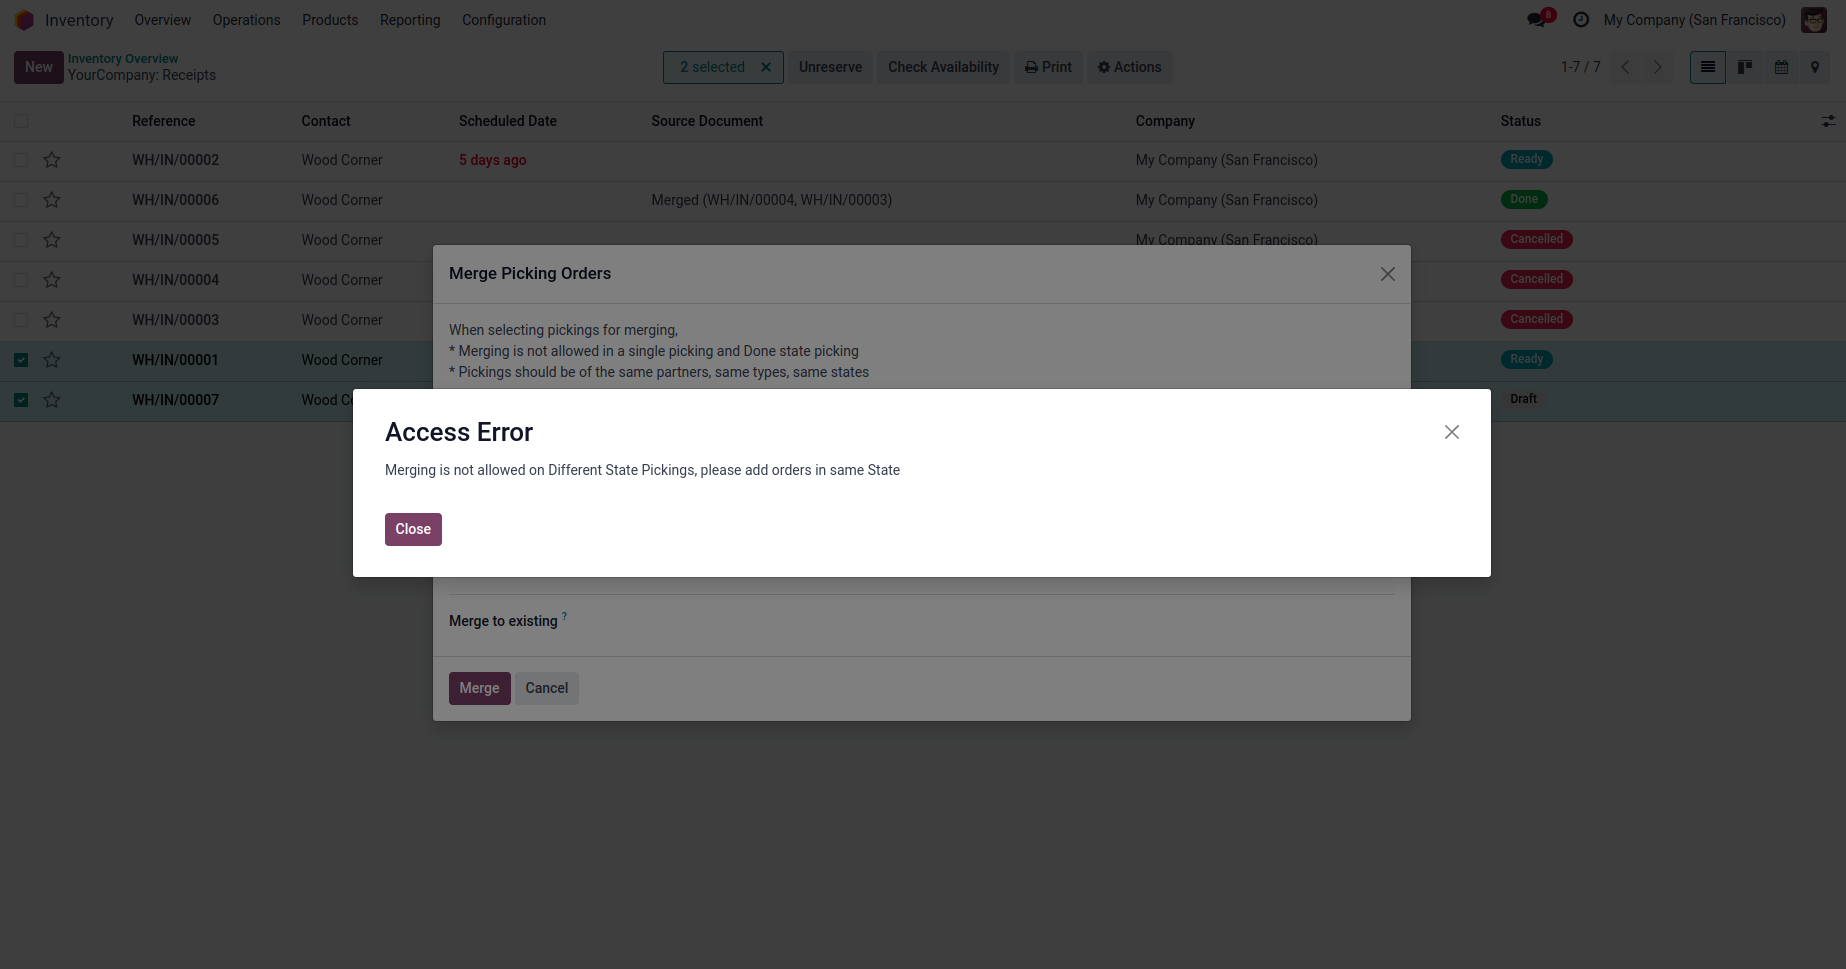 Inventory Overview Operations Products Reporting Configuration 8 My Company (San Francisco)
New Inventory Overview
YourCompany: Receipts
2 selected Unreserve Check Availability Print Actions 1-7 / 7
Reference Contact Scheduled Date Source Document Company Status
WH/IN/00002 Wood Corner 5 days ago My Company (San Francisco) Ready
WH/IN/00006 Wood Corner Merged (WH/IN/00004, WH/IN/00003) My Company (San Francisco) Done
WH/IN/00005 Wood Corner My Company (San Francisco) Cancelled
WH/IN/00004 Wood Corner Cancelled
WH/IN/00003 Wood Corner Cancelled
WH/IN/00001 Wood Corner Ready
WH/IN/00007 Wood Draft
Merge Picking Orders
When selecting pickings for merging,
* Merging is not allowed in a single picking and Done state picking
* Pickings should be of the same partners, same types, same states
Access Error
Merging is not allowed on Different State Pickings, please add orders in same State
Close
Merge to existing ?
Merge Cancel